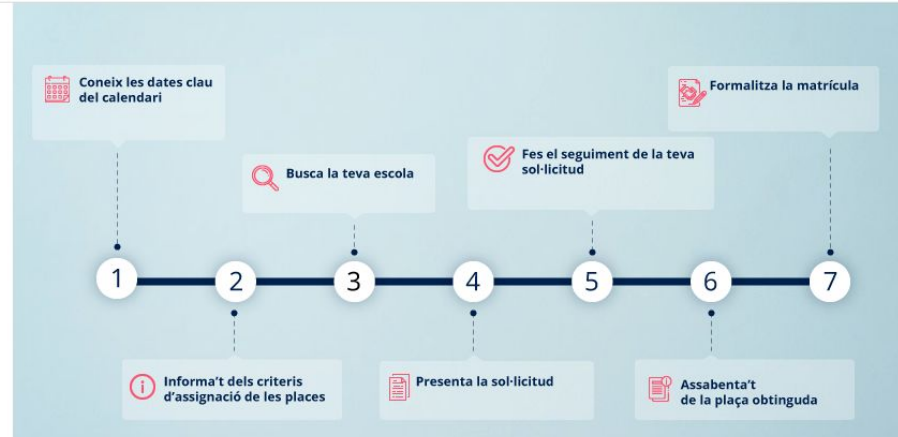 Coneix les dates clau
del calendari
Formalitza la matrícula
Busca la teva escola
Fes el seguiment de la teva
sol·licitud
1
2
3
4
5
6
7
Informa't dels criteris
d'assignació de les places
Presenta la sol·licitud
Assabenta't
de la plaça obtinguda